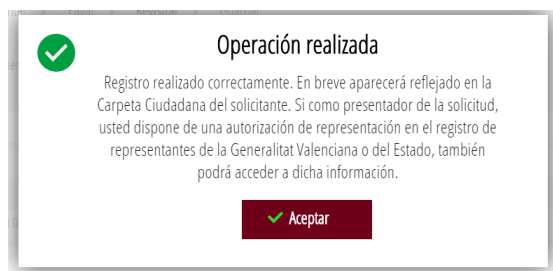 Operación realizada
Registro realizado correctamente. En breve aparecerá reflejado en la
Carpeta Ciudadana del solicitante. Si como presentador de la solicitud,
usted dispone de una autorización de representación en el registro de
representantes de la Generalitat Valenciana o del Estado, también
podrá acceder a dicha información.
Aceptar